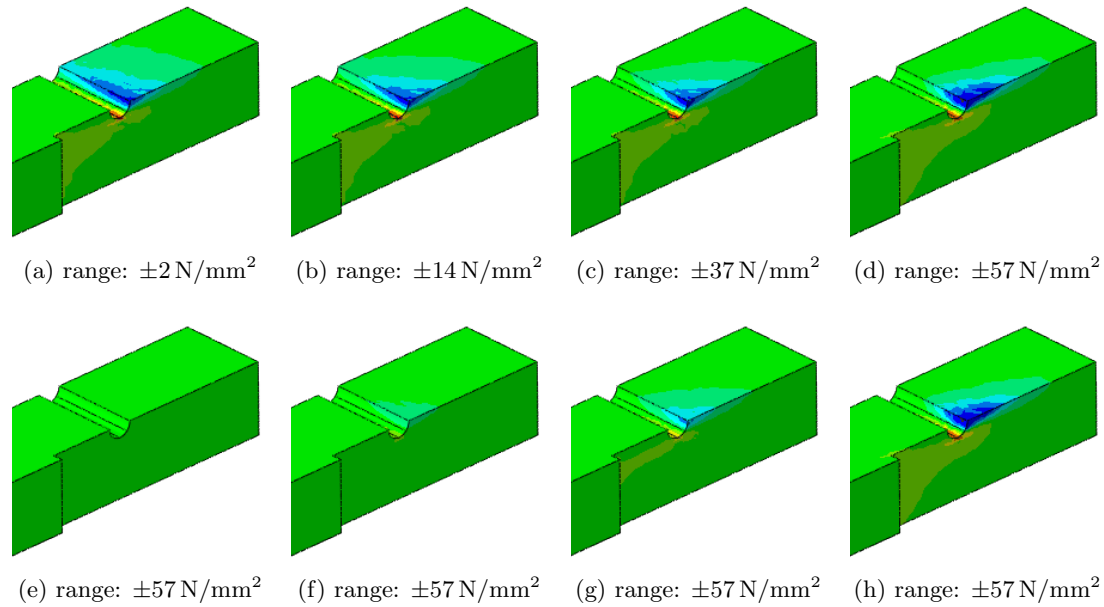 (a) range: ±2 N/mm² (b) range: ±14 N/mm² (c) range: ±37 N/mm² (d) range: ±57 N/mm²
(e) range: ±57 N/mm² (f) range: ±57 N/mm² (g) range: ±57 N/mm² (h) range: ±57 N/mm²